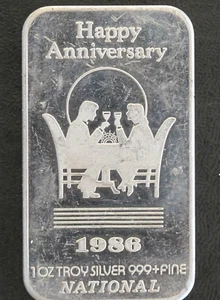 Happy
Anniversary
1986
1 OZ TROY SILVER 999+FINE
NATIONAL